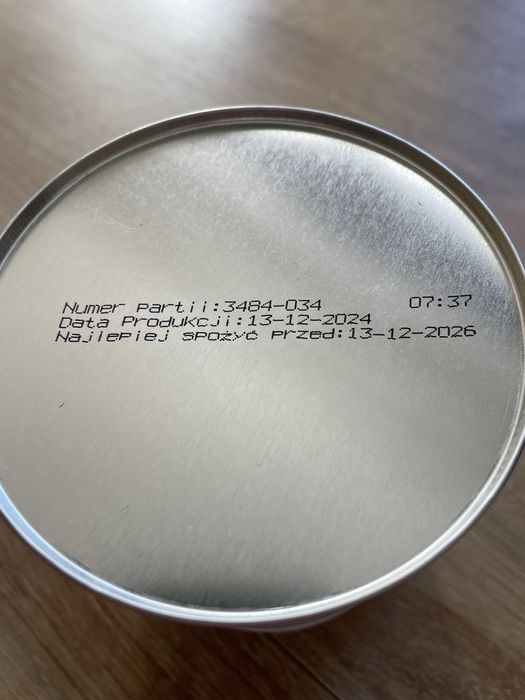 Numer partii:3484-034 07:37
Data Produkcji:13-12-2024
Najlepiej spożyć przed:13-12-2026